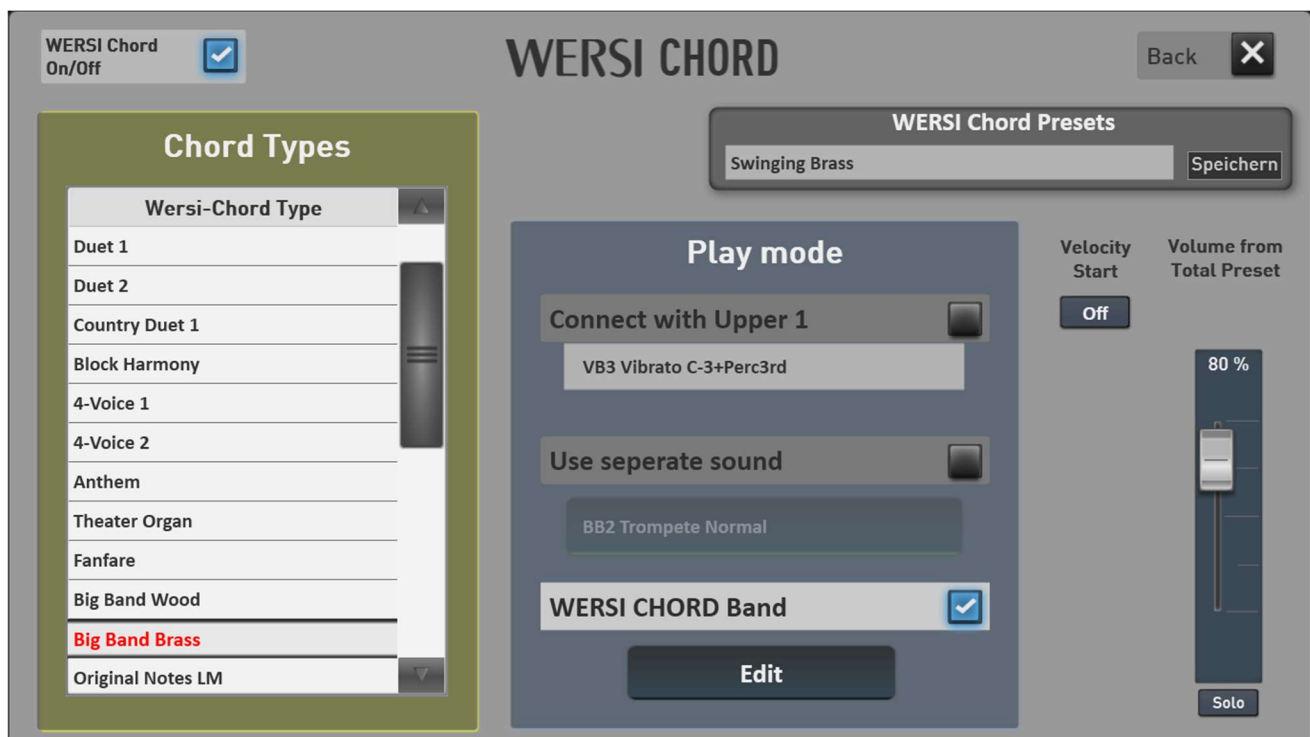 WERSI Chord
On/Off
WERSI CHORD
Back
Chord Types
Wersi-Chord Type
Duet 1
Duet 2
Country Duet 1
Block Harmony
4-Voice 1
4-Voice 2
Anthem
Theater Organ
Fanfare
Big Band Wood
Big Band Brass
Original Notes LM
WERSI Chord Presets
Swinging Brass
Speichern
Play mode
Connect with Upper 1
VB3 Vibrato C-3+Perc3rd
Use seperate sound
BB2 Trompete Normal
WERSI CHORD Band
Edit
Velocity
Start
Off
Volume from
Total Preset
80 %
Solo